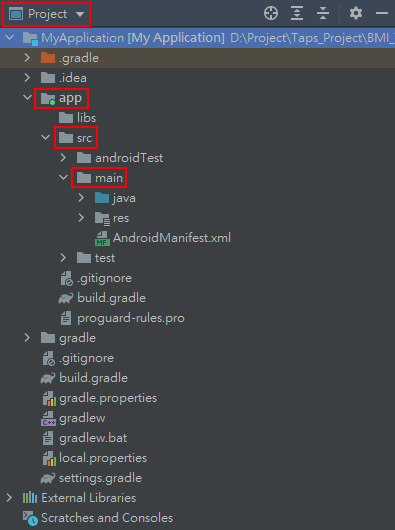 Project
MyApplication [My Application] D:\Project\Taps_Project\BMI_
.gradle
.idea
app
libs
src
androidTest
main
java
res
AndroidManifest.xml
test
.gitignore
build.gradle
proguard-rules.pro
gradle
.gitignore
build.gradle
gradle.properties
gradlew
gradlew.bat
local.properties
settings.gradle
External Libraries
Scratches and Consoles